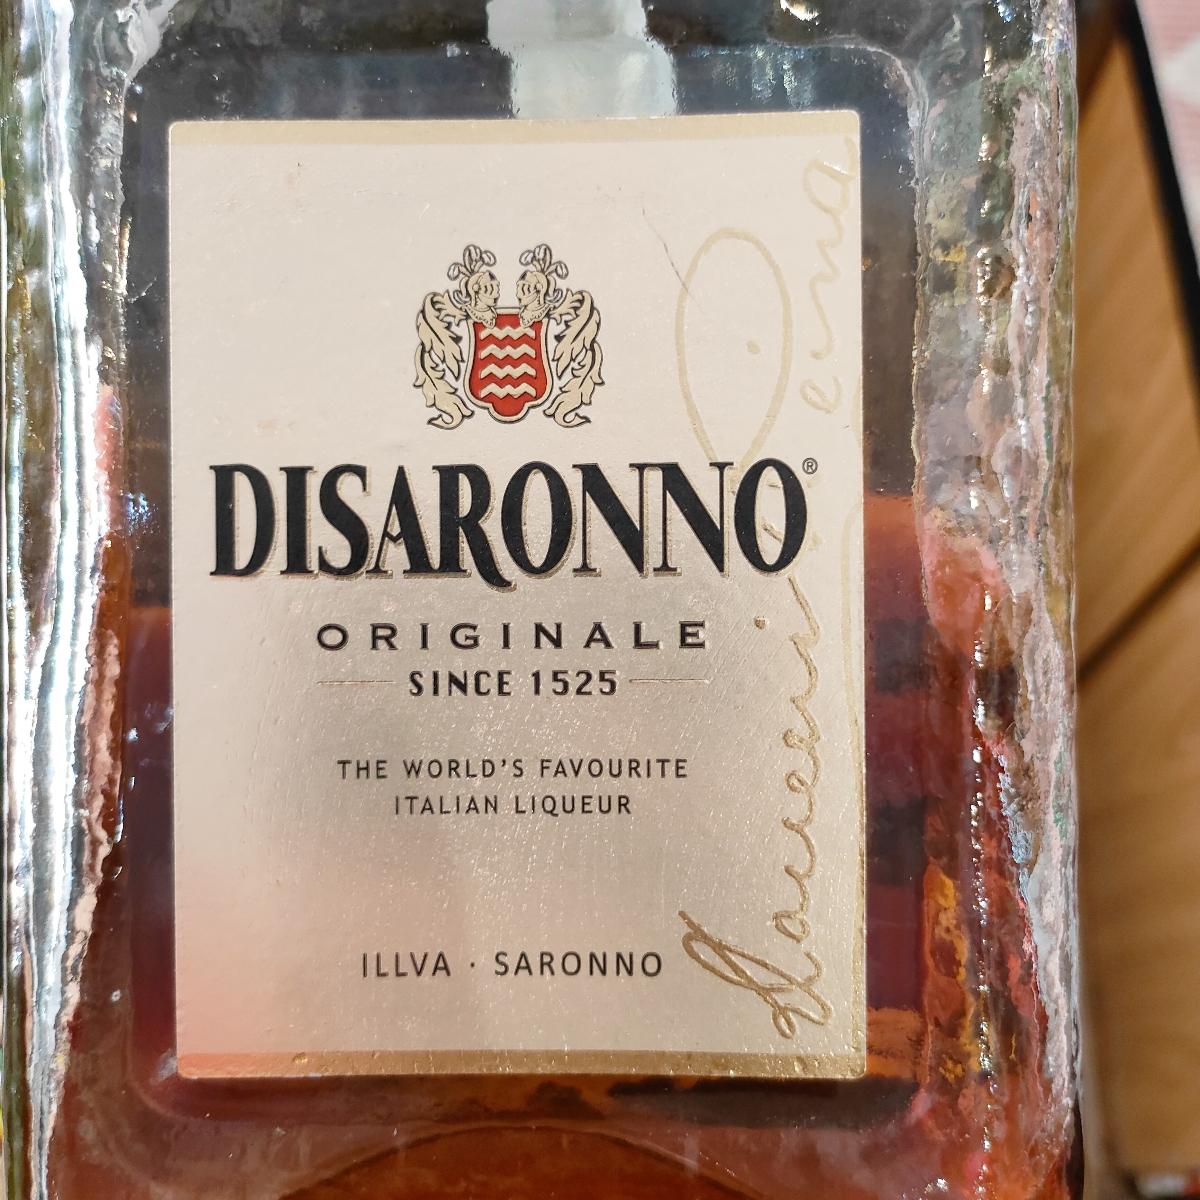 DISARONNO®
ORIGINALE
SINCE 1525
THE WORLD'S FAVOURITE
ITALIAN LIQUEUR
ILLVA · SARONNO